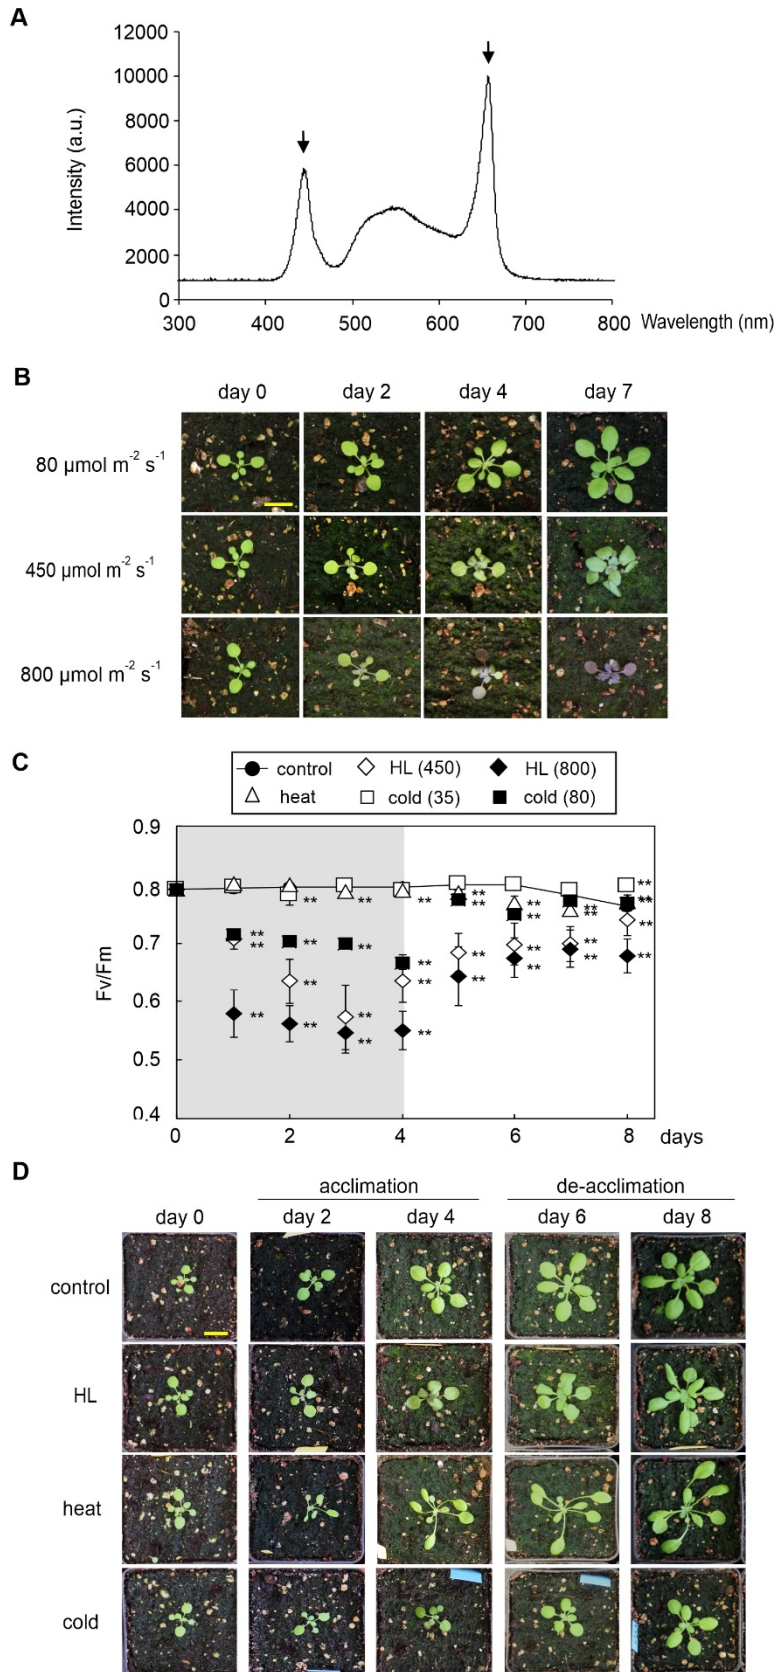 A
12000
10000
8000
6000
4000
2000
0
Intensity (a.u.)
300 400 500 600 700 800 Wavelength (nm)
B
day 0 day 2 day 4 day 7
80 µmol m-2 s-1
450 µmol m-2 s-1
800 µmol m-2 s-1
C
control HL (450) HL (800)
heat cold (35) cold (80)
0.9
0.8
0.7
0.6
0.5
0.4
Fv/Fm
** ** ** ** ** ** ** ** ** ** ** ** ** ** ** ** ** ** ** ** ** ** ** ** ** ** ** ** ** **
0 2 4 6 8 days
D
acclimation de-acclimation
day 0 day 2 day 4 day 6 day 8
control
HL
heat
cold